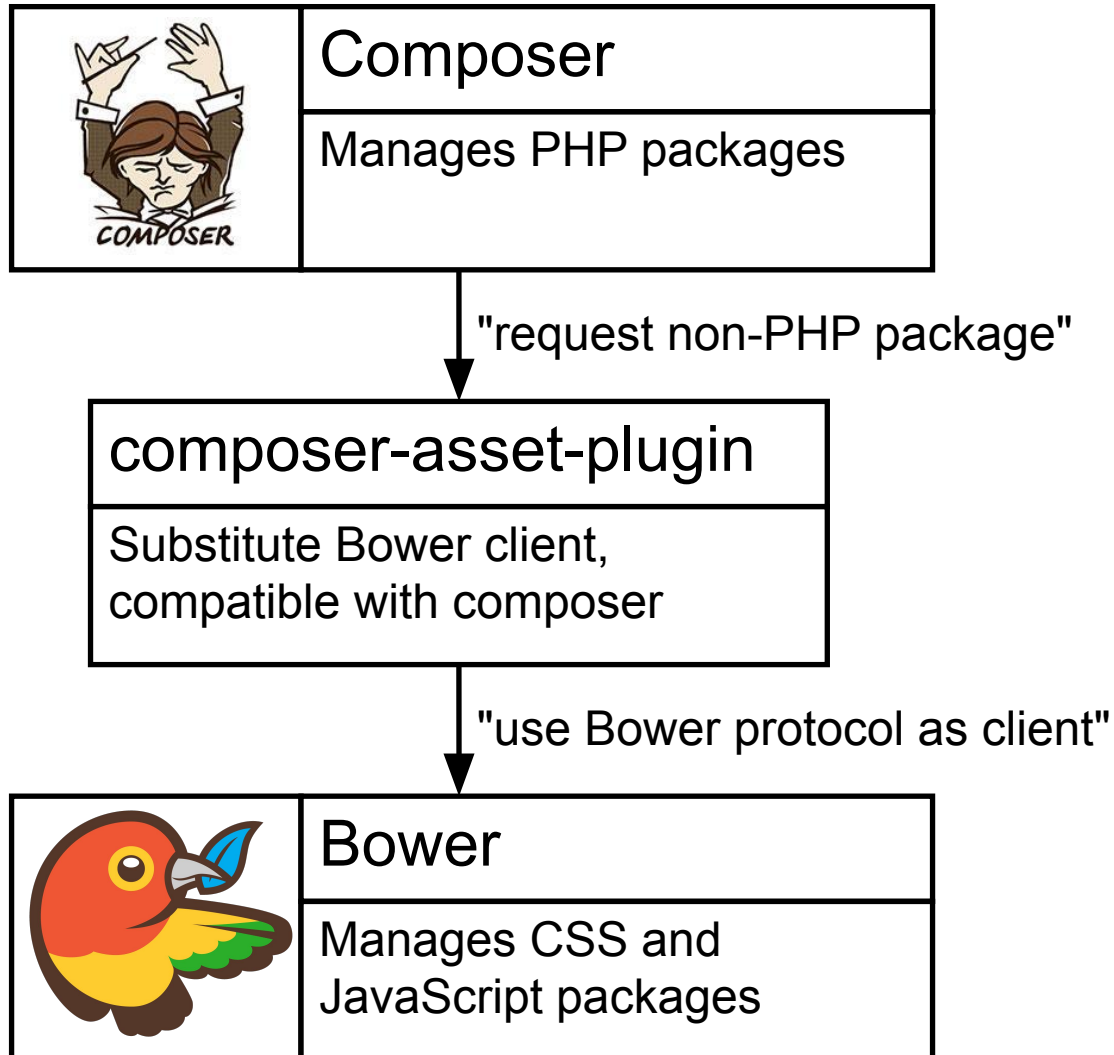 COMPOSER
Composer
Manages PHP packages
"request non-PHP package"
composer-asset-plugin
Substitute Bower client,
compatible with composer
"use Bower protocol as client"
Bower
Manages CSS and
JavaScript packages